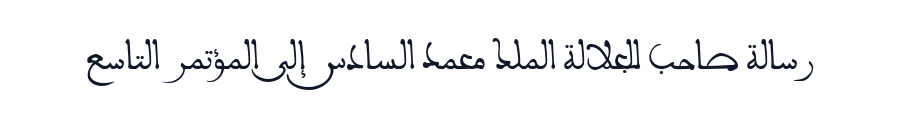 رسالة صاحب الجلالة الملك محمد السادس إلى المؤتمر التاسع